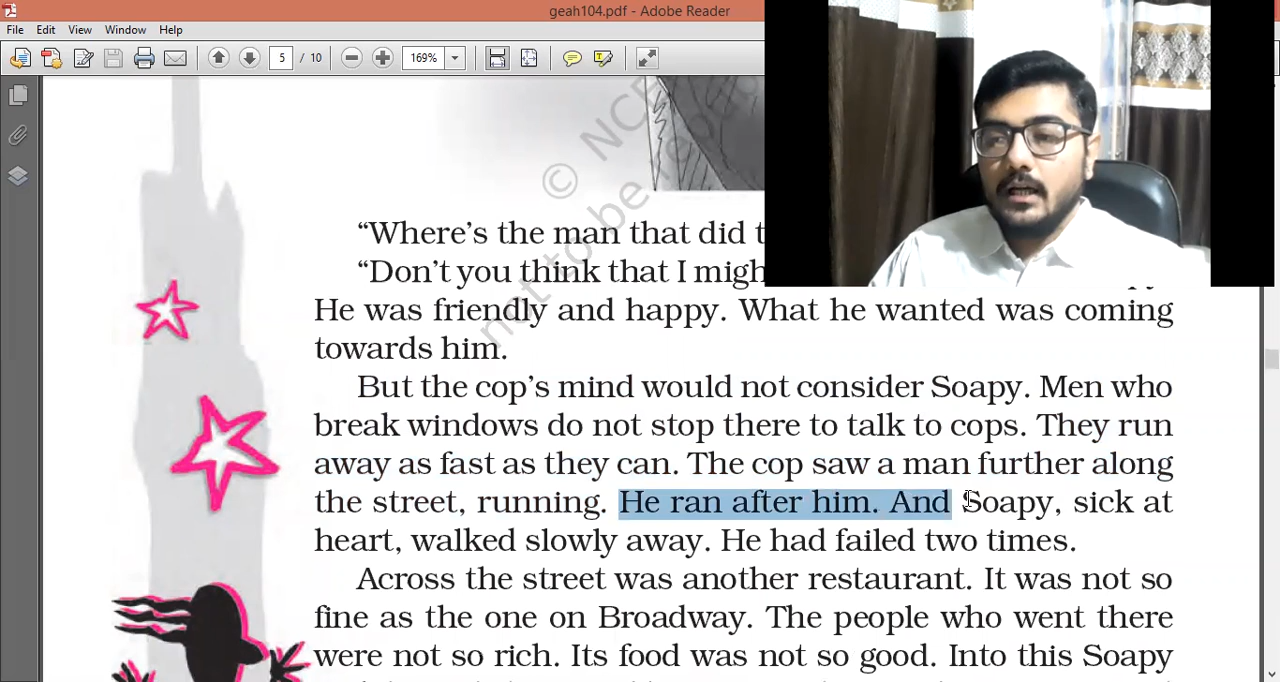 geah104.pdf - Adobe Reader
File Edit View Window Help
5 / 10 169%
© NCE
not to be
"Where's the man that did t
"Don't you think that I migh
He was friendly and happy. What he wanted was coming
towards him.
But the cop's mind would not consider Soapy. Men who
break windows do not stop there to talk to cops. They run
away as fast as they can. The cop saw a man further along
the street, running. He ran after him. And Soapy, sick at
heart, walked slowly away. He had failed two times.
Across the street was another restaurant. It was not so
fine as the one on Broadway. The people who went there
were not so rich. Its food was not so good. Into this Soapy